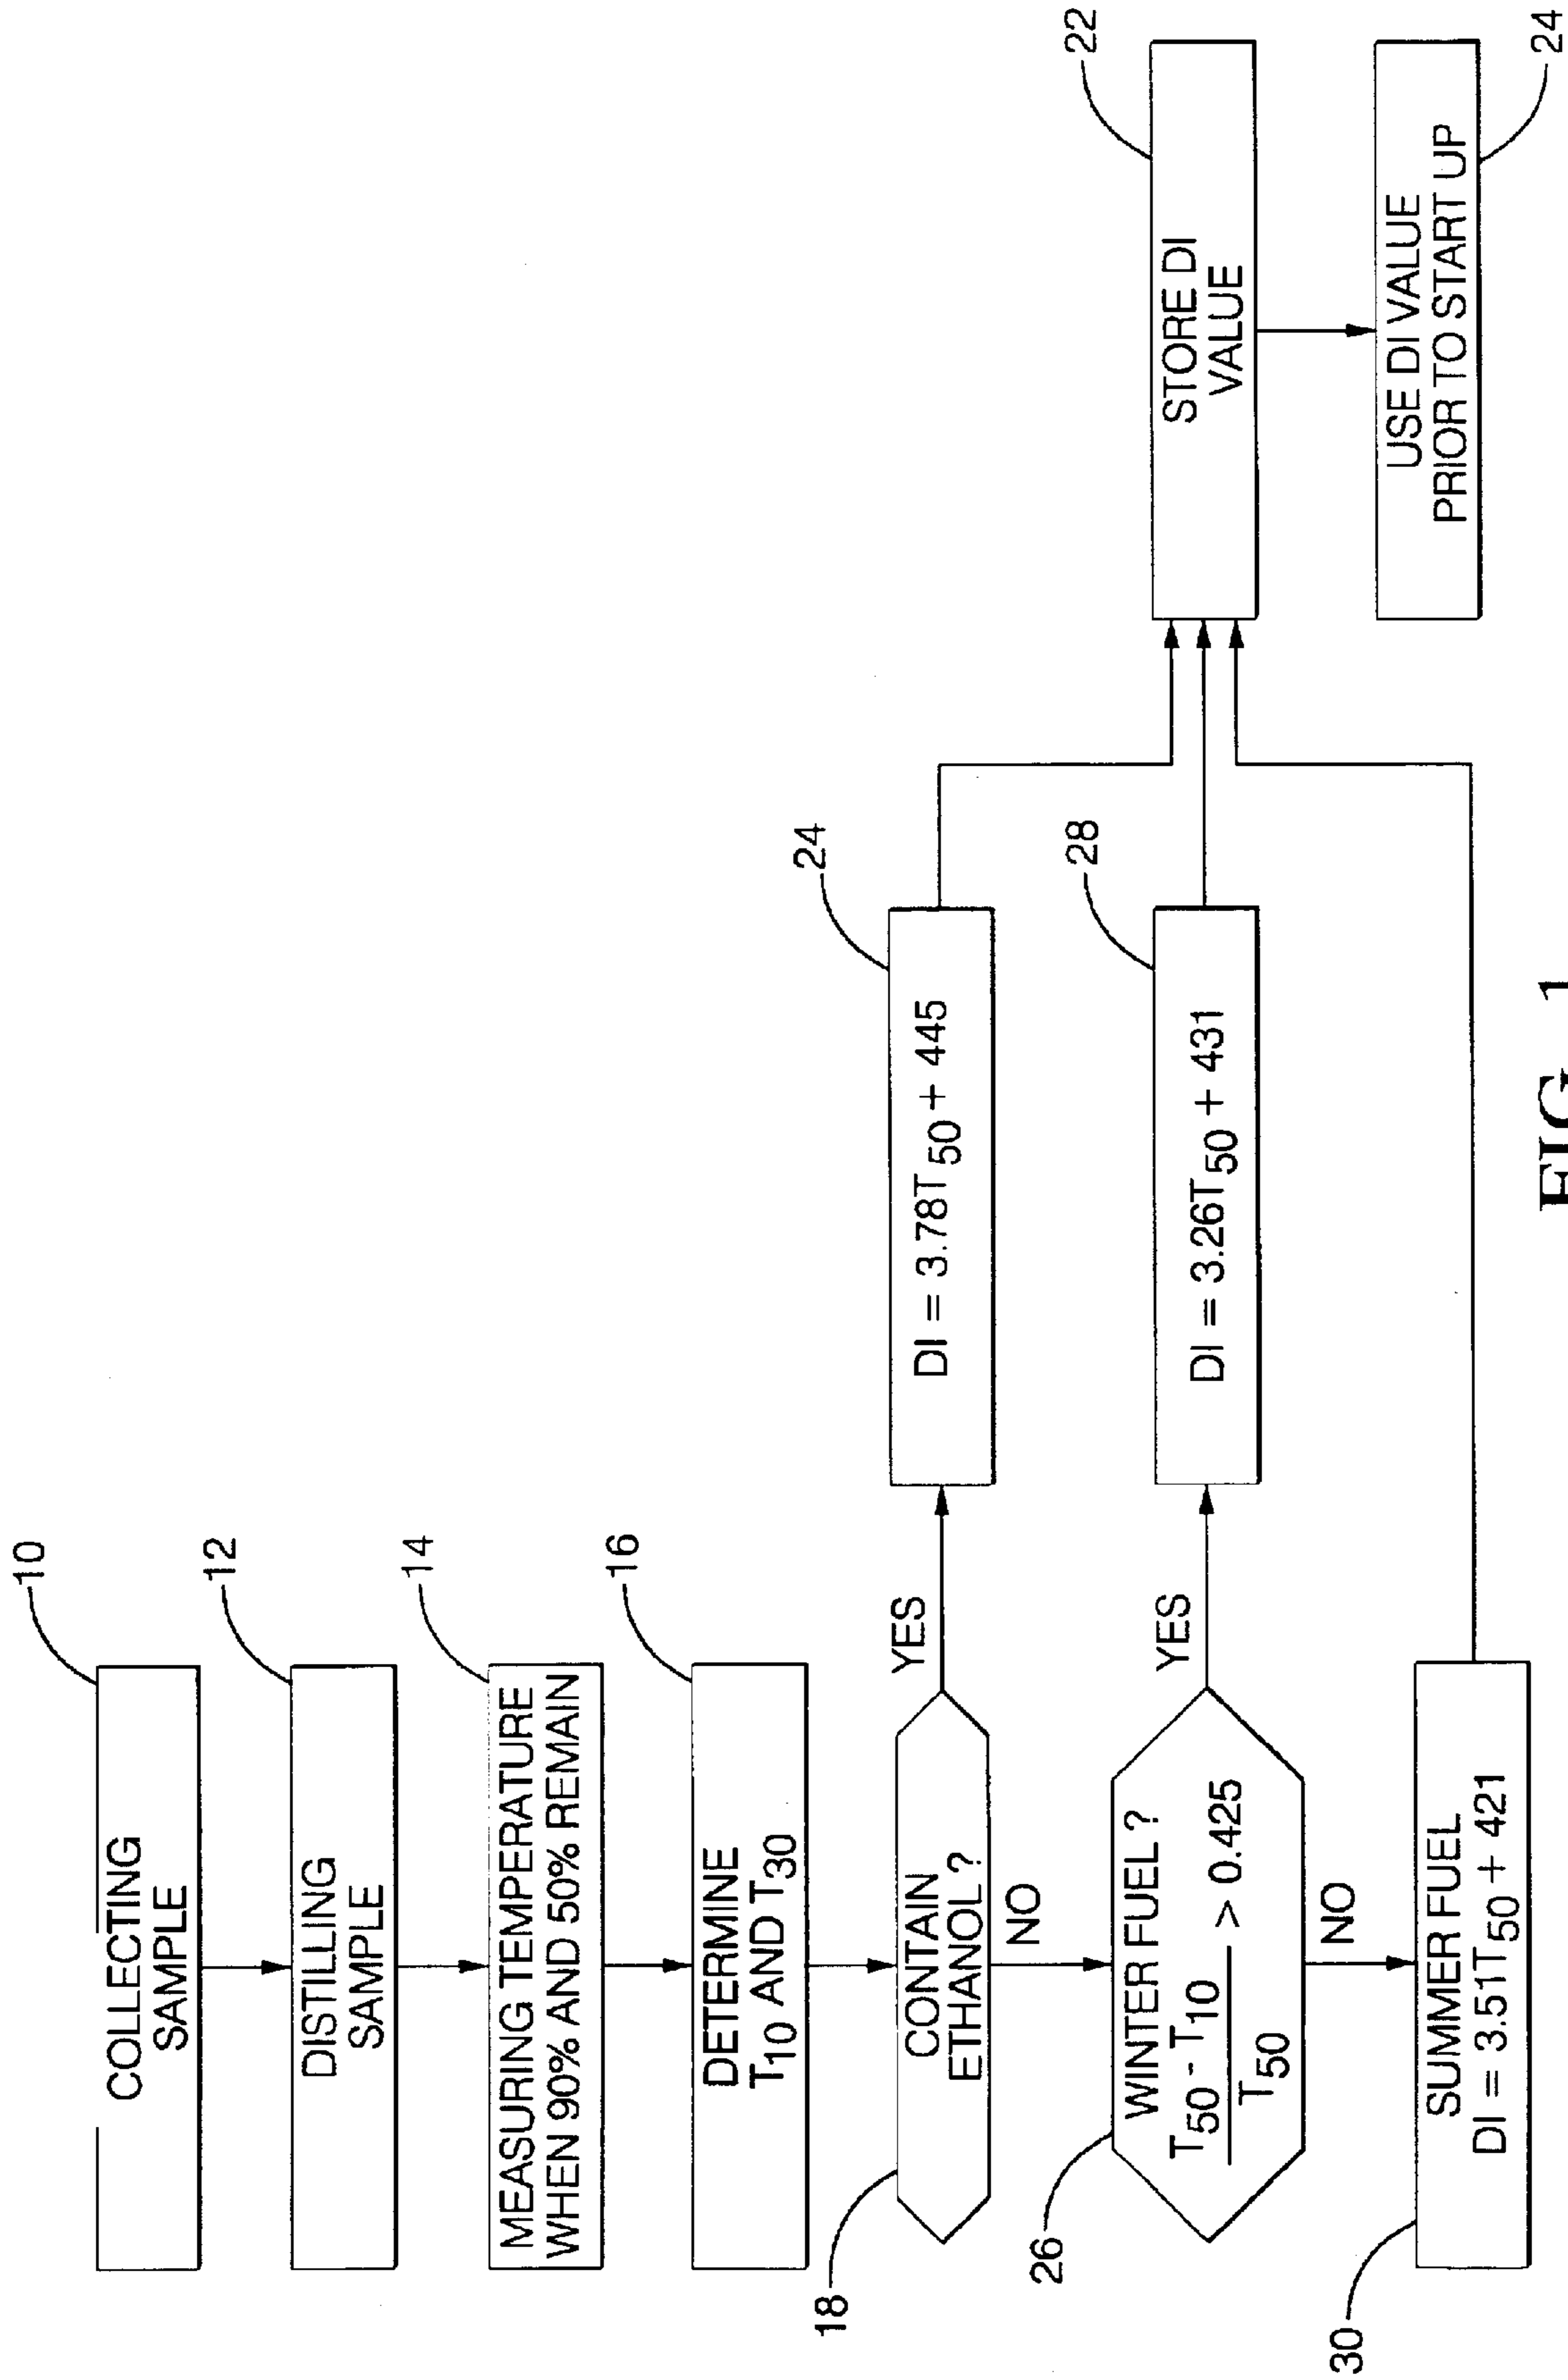 10
COLLECTING
SAMPLE
12
DISTILLING
SAMPLE
14
MEASURING TEMPERATURE
WHEN 90% AND 50% REMAIN
16
DETERMINE
T10 AND T30
18
CONTAIN
ETHANOL ?
YES
NO
24
DI = 3.78T50 + 445
26
WINTER FUEL ?
T50 - T10
T50
> 0.425
YES
NO
28
DI = 3.26T50 + 431
30
SUMMER FUEL
DI = 3.51T50 + 421
22
STORE DI
VALUE
USE DI VALUE
PRIOR TO START UP
24
FIG. 1